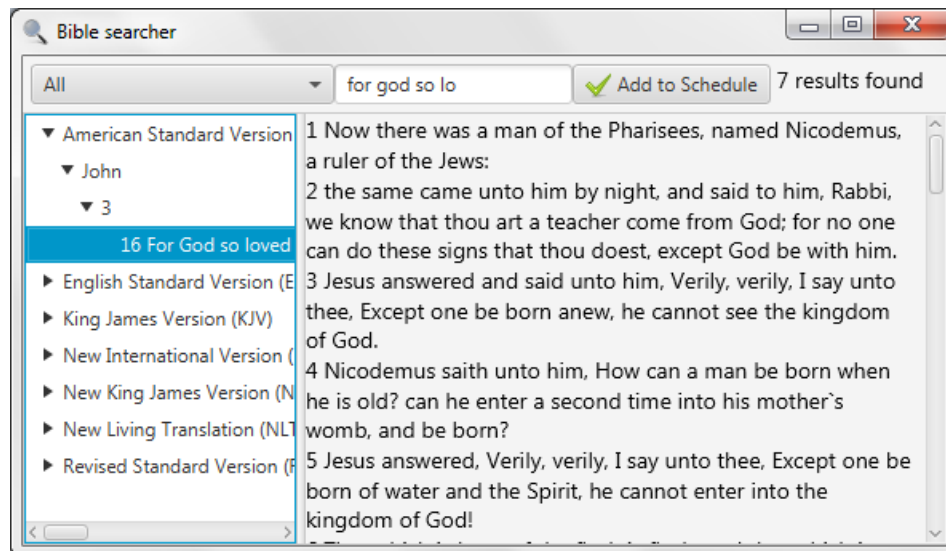 Bible searcher
All
for god so lo
Add to Schedule
7 results found
American Standard Version
John
3
16 For God so loved
English Standard Version (E
King James Version (KJV)
New International Version (
New King James Version (N
New Living Translation (NLT
Revised Standard Version (
1 Now there was a man of the Pharisees, named Nicodemus,
a ruler of the Jews:
2 the same came unto him by night, and said to him, Rabbi,
we know that thou art a teacher come from God; for no one
can do these signs that thou doest, except God be with him.
3 Jesus answered and said unto him, Verily, verily, I say unto
thee, Except one be born anew, he cannot see the kingdom
of God.
4 Nicodemus saith unto him, How can a man be born when
he is old? can he enter a second time into his mother`s
womb, and be born?
5 Jesus answered, Verily, verily, I say unto thee, Except one be
born of water and the Spirit, he cannot enter into the
kingdom of God!